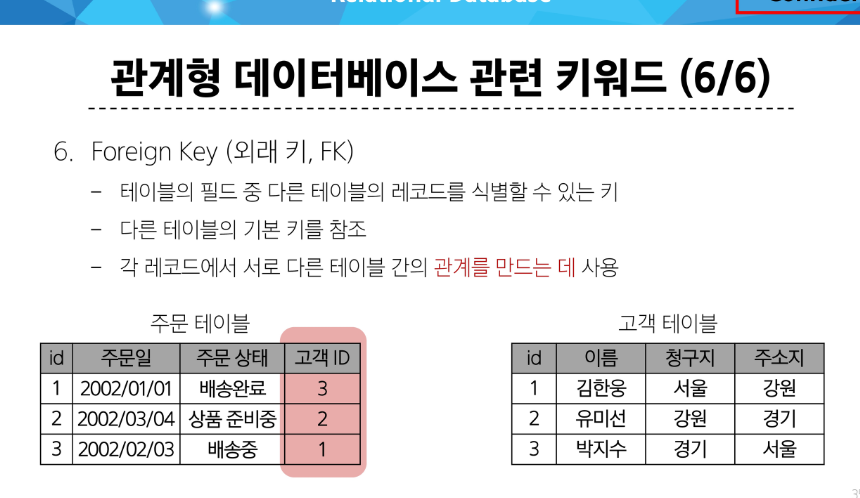 Relational Database
관계형 데이터베이스 관련 키워드 (6/6)
6. Foreign Key (외래 키, FK)
– 테이블의 필드 중 다른 테이블의 레코드를 식별할 수 있는 키
– 다른 테이블의 기본 키를 참조
– 각 레코드에서 서로 다른 테이블 간의 관계를 만드는 데 사용
주문 테이블
id 주문일 주문 상태 고객 ID
1 2002/01/01 배송완료 3
2 2002/03/04 상품 준비중 2
3 2002/02/03 배송중 1
고객 테이블
id 이름 청구지 주소지
1 김한웅 서울 강원
2 유미선 강원 경기
3 박지수 경기 서울